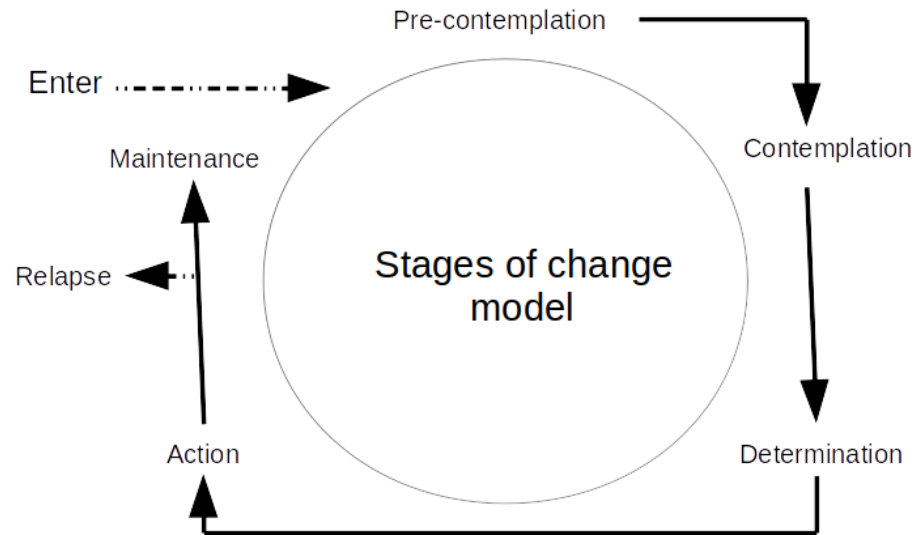 Pre-contemplation
Enter
Maintenance
Contemplation
Relapse
Stages of change
model
Action
Determination